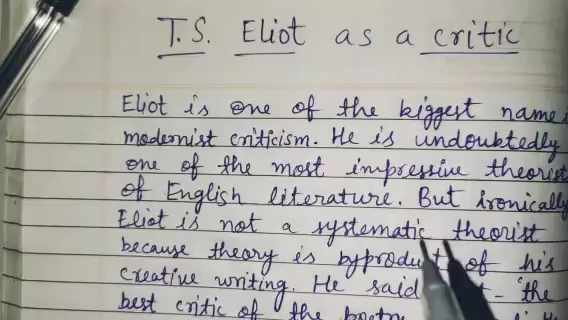 T.S. Eliot as a critic
Eliot is one of the biggest name
modernist criticism. He is undoubtedly
one of the most impressive theorist
of English literature. But ironically
Eliot is not a systematic theorist
because theory is byproduct of his
creative writing. He said - 'the
best critic of the